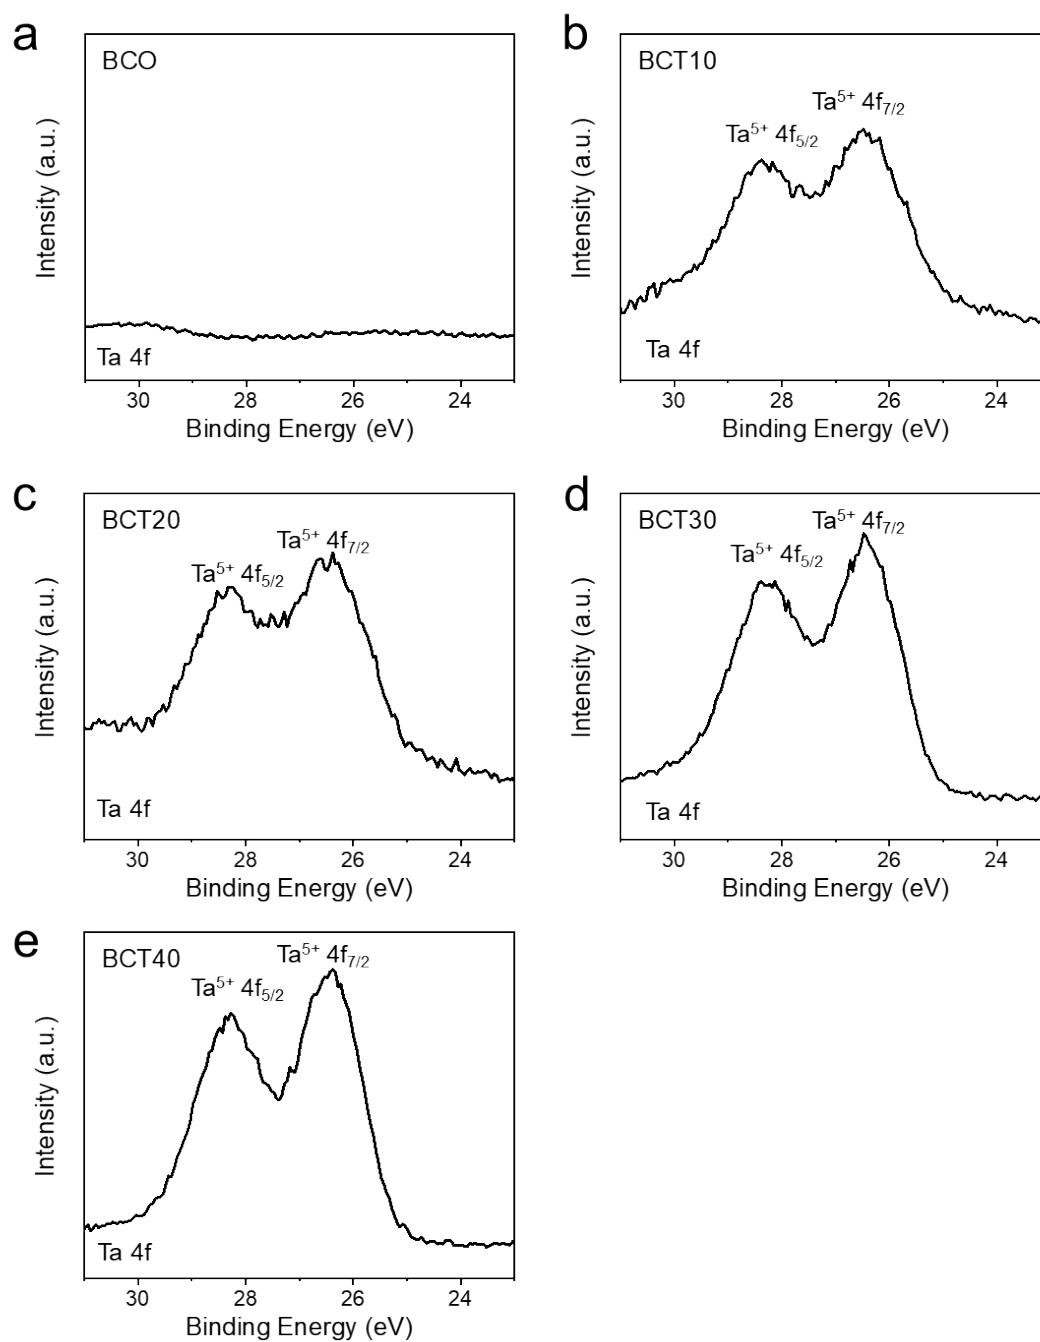 a
BCO
Intensity (a.u.)
Ta 4f
30 28 26 24
Binding Energy (eV)
b
BCT10
Ta⁵⁺ 4f₇/₂
Ta⁵⁺ 4f₅/₂
Intensity (a.u.)
Ta 4f
30 28 26 24
Binding Energy (eV)
c
BCT20
Ta⁵⁺ 4f₇/₂
Ta⁵⁺ 4f₅/₂
Intensity (a.u.)
Ta 4f
30 28 26 24
Binding Energy (eV)
d
BCT30
Ta⁵⁺ 4f₇/₂
Ta⁵⁺ 4f₅/₂
Intensity (a.u.)
Ta 4f
30 28 26 24
Binding Energy (eV)
e
BCT40
Ta⁵⁺ 4f₇/₂
Ta⁵⁺ 4f₅/₂
Intensity (a.u.)
Ta 4f
30 28 26 24
Binding Energy (eV)